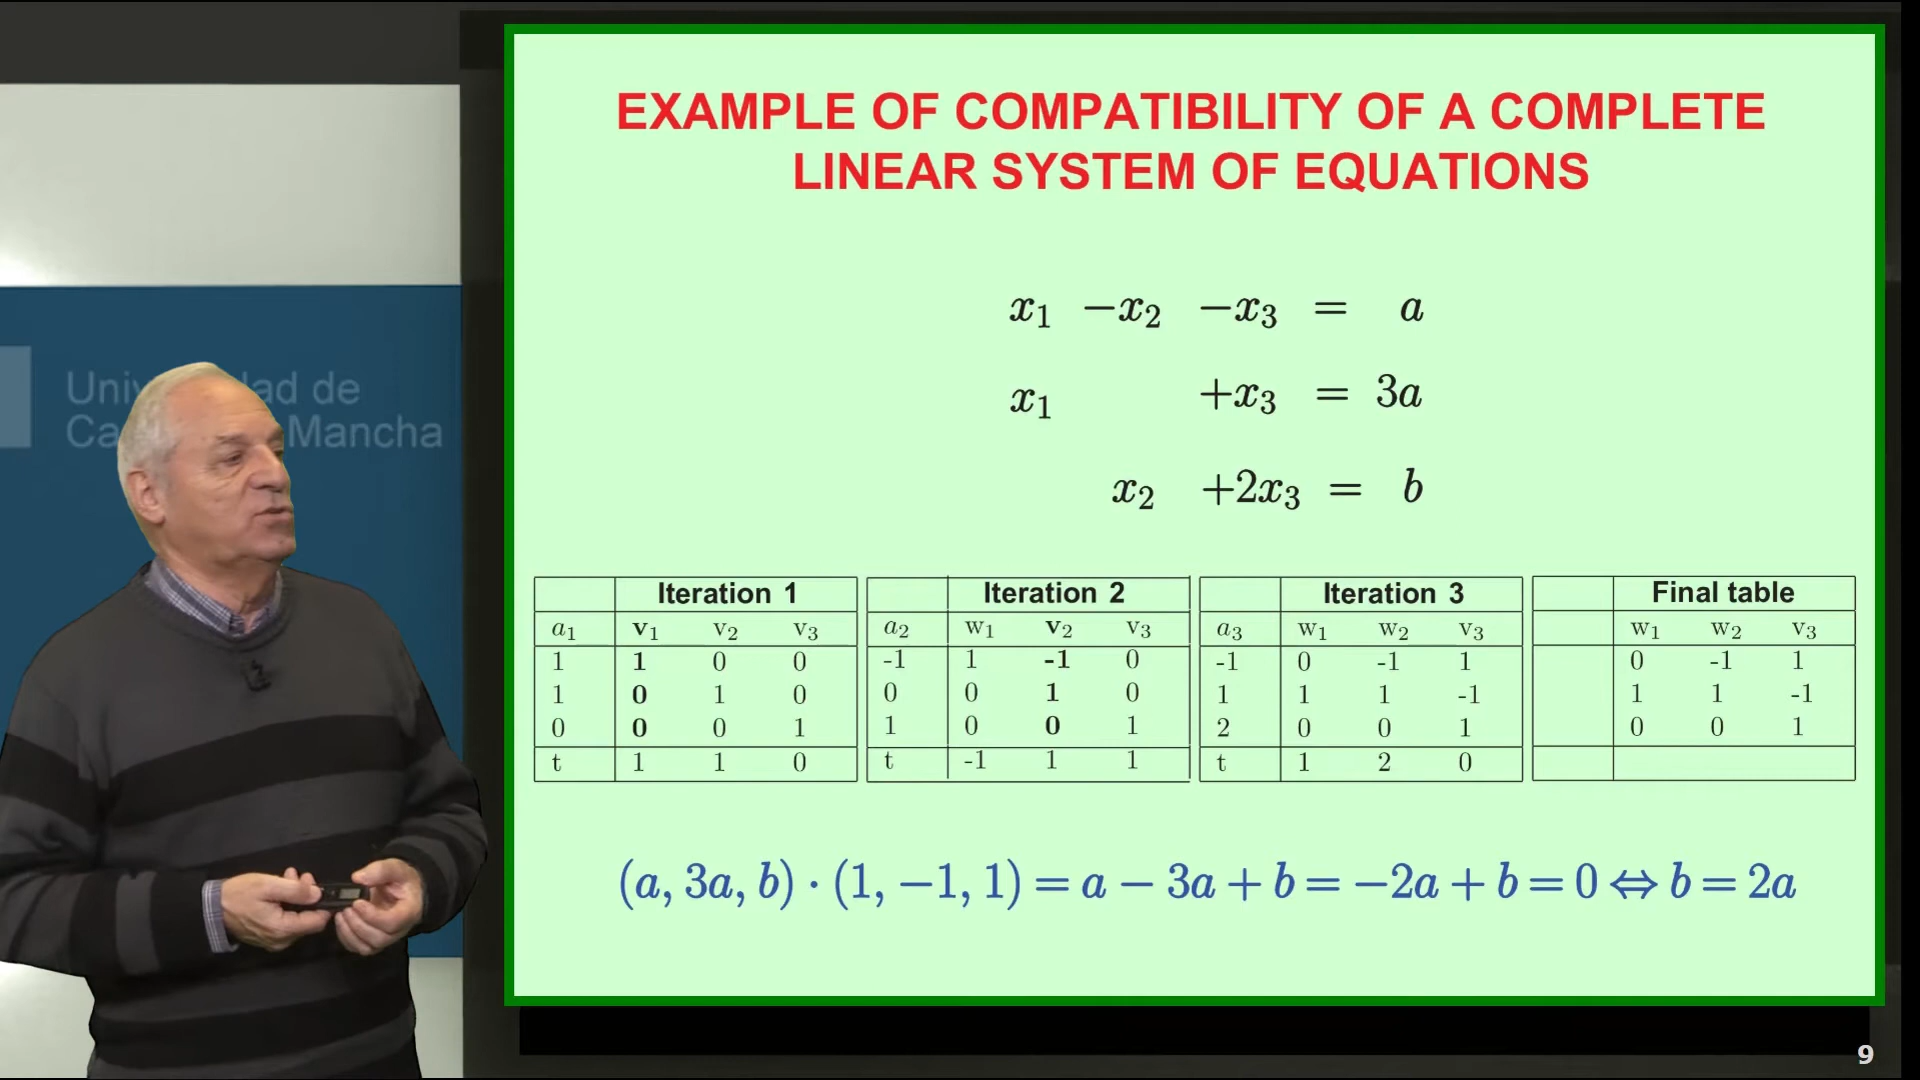 EXAMPLE OF COMPATIBILITY OF A COMPLETE
LINEAR SYSTEM OF EQUATIONS
x₁ −x₂ −x₃ = a
x₁ +x₃ = 3a
x₂ +2x₃ = b
Iteration 1
a₁ v₁ v₂ v₃
1 1 0 0
1 0 1 0
0 0 0 1
t 1 1 0
Iteration 2
a₂ w₁ v₂ v₃
-1 1 -1 0
0 0 1 0
1 0 0 1
t -1 1 1
Iteration 3
a₃ w₁ w₂ v₃
-1 0 -1 1
1 1 1 -1
2 0 0 1
t 1 2 0
Final table
w₁ w₂ v₃
0 -1 1
1 1 -1
0 0 1
(a, 3a, b) · (1, −1, 1) = a − 3a + b = −2a + b = 0 ⇔ b = 2a
de
Mancha
9